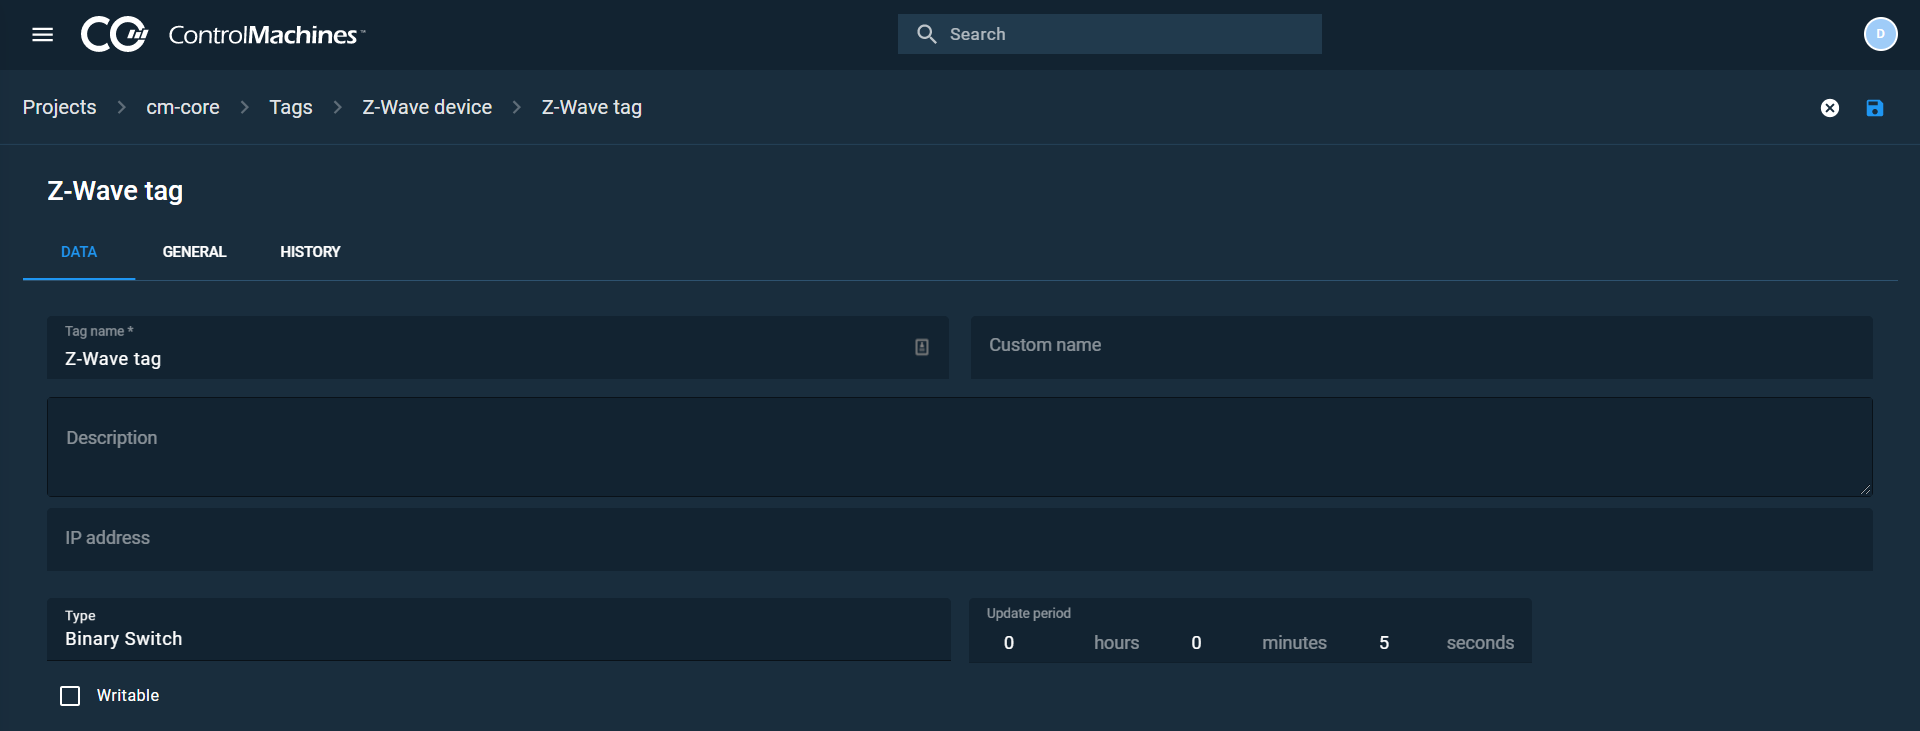 ControlMachines™
Search
D
Projects > cm-core > Tags > Z-Wave device > Z-Wave tag
Z-Wave tag
DATA GENERAL HISTORY
Tag name *
Z-Wave tag
Custom name
Description
IP address
Type
Binary Switch
Update period
0 hours 0 minutes 5 seconds
Writable